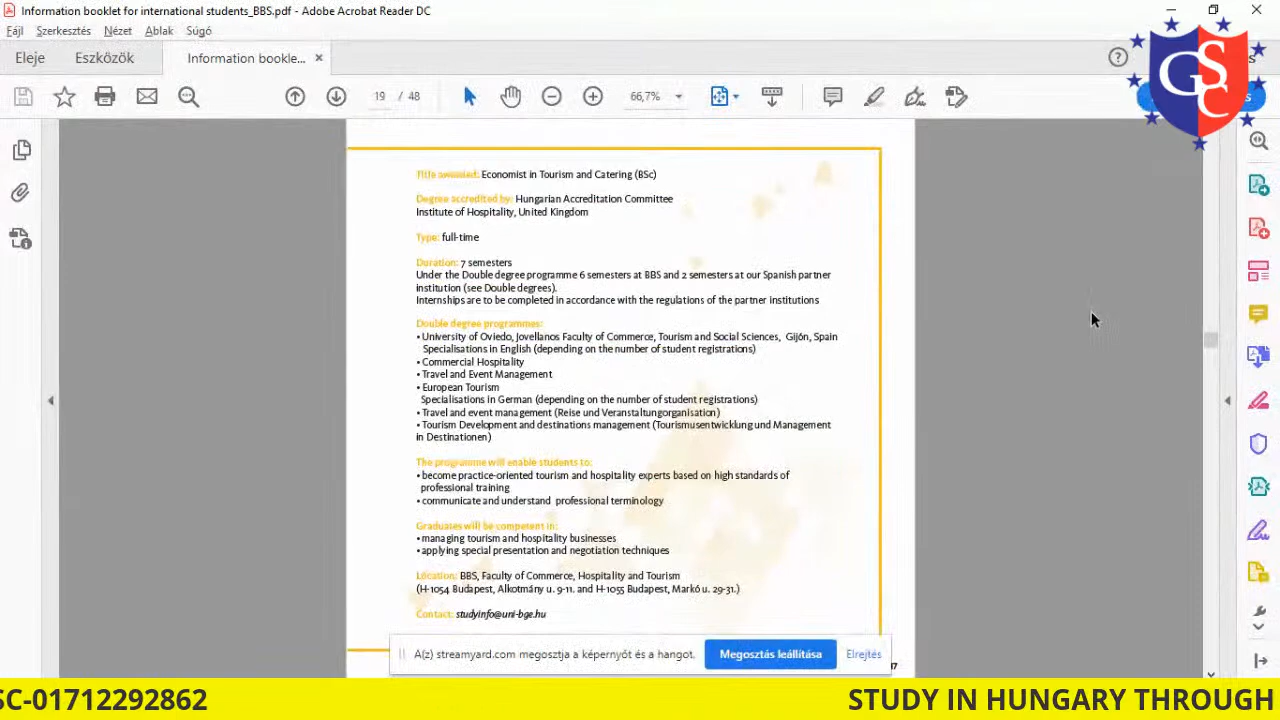 Information booklet for international students_BBS.pdf - Adobe Acrobat Reader DC
Fájl Szerkesztés Nézet Ablak Súgó
Eleje Eszközök Information bookle... ×
19 / 48 66,7%
GSC
Title awarded: Economist in Tourism and Catering (BSc)
Degree accredited by: Hungarian Accreditation Committee
Institute of Hospitality, United Kingdom
Type: full-time
Duration: 7 semesters
Under the Double degree programme 6 semesters at BBS and 2 semesters at our Spanish partner
institution (see Double degrees).
Internships are to be completed in accordance with the regulations of the partner institutions
Double degree programmes:
• University of Oviedo, Jovellanos Faculty of Commerce, Tourism and Social Sciences, Gijón, Spain
Specialisations in English (depending on the number of student registrations)
• Commercial Hospitality
• Travel and Event Management
• European Tourism
Specialisations in German (depending on the number of student registrations)
• Travel and event management (Reise und Veranstaltungorganisation)
• Tourism Development and destinations management (Tourismusentwicklung und Management
in Destinationen)
The programme will enable students to:
• become practice-oriented tourism and hospitality experts based on high standards of
professional training
• communicate and understand professional terminology
Graduates will be competent in:
• managing tourism and hospitality businesses
• applying special presentation and negotiation techniques
Location: BBS, Faculty of Commerce, Hospitality and Tourism
(H-1054 Budapest, Alkotmány u. 9-11. and H-1055 Budapest, Markó u. 29-31.)
Contact: studyinfo@uni-bge.hu
A(z) streamyard.com megosztja a képernyőt és a hangot. Megosztás leállítása Elrejtés
SC-01712292862 STUDY IN HUNGARY THROUGH